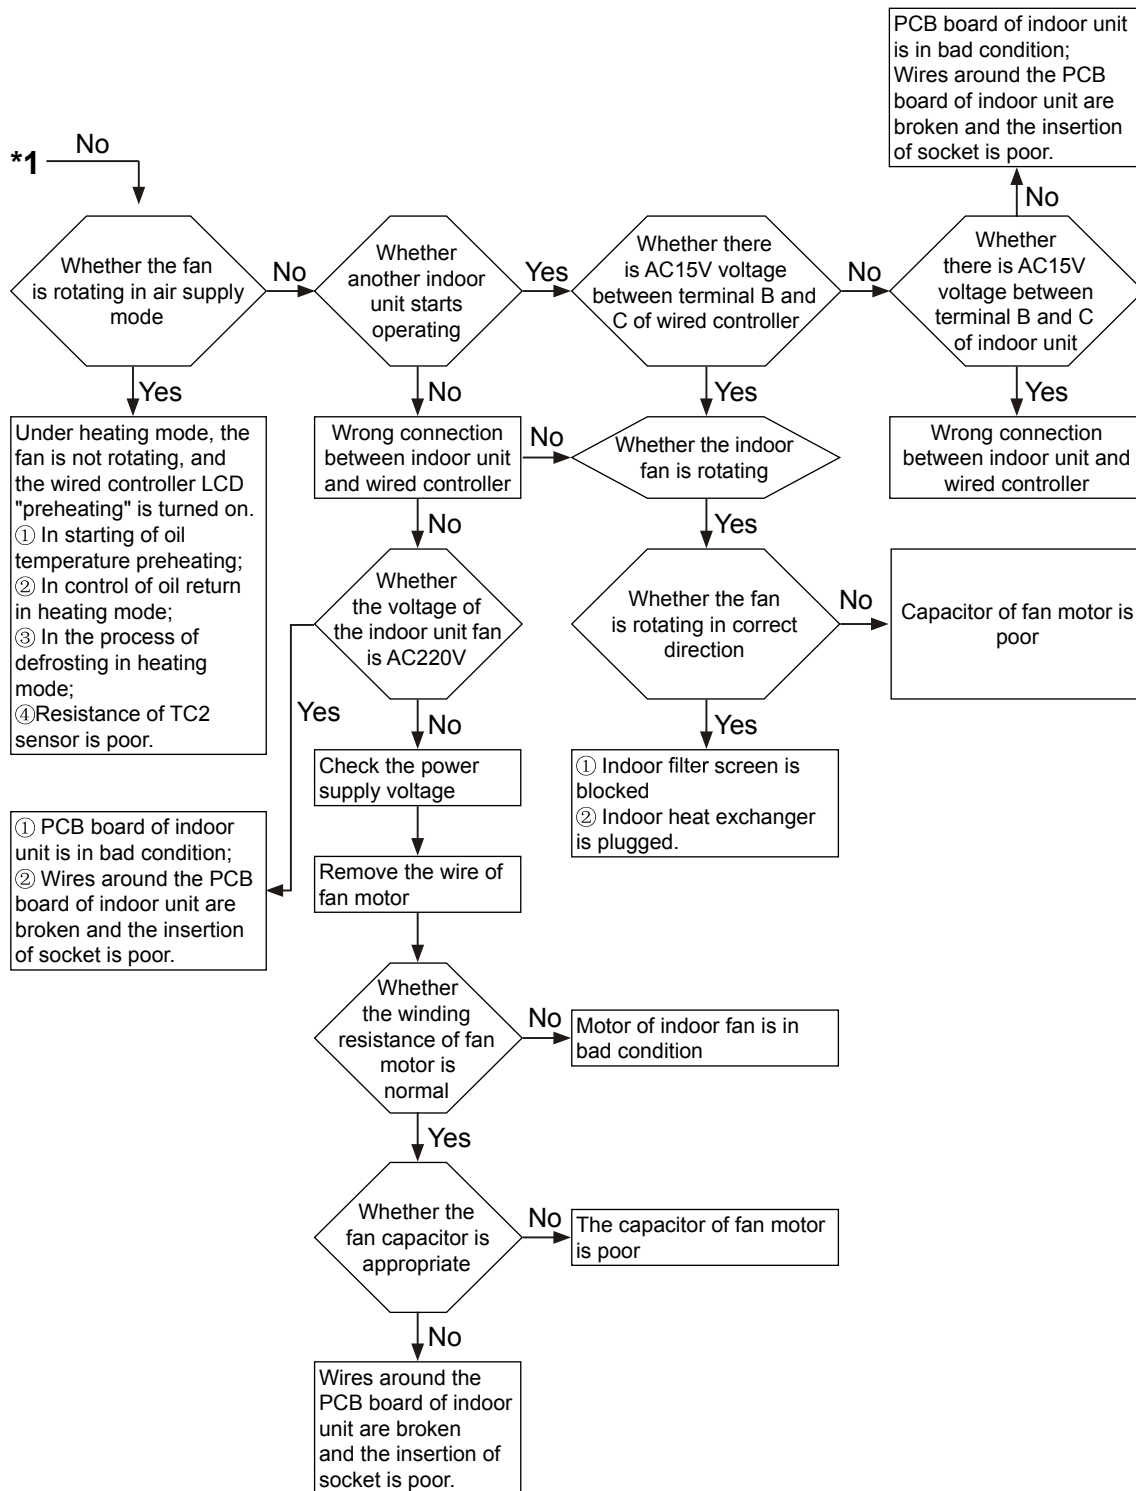 *1
No
Whether the fan
is rotating in air supply
mode
No
Yes
Whether
another indoor
unit starts
operating
Yes
No
Whether there
is AC15V voltage
between terminal B and
C of wired controller
No
Yes
Whether
there is AC15V
voltage between
terminal B and C
of indoor unit
No
Yes
PCB board of indoor unit
is in bad condition;
Wires around the PCB
board of indoor unit are
broken and the insertion
of socket is poor.
Under heating mode, the
fan is not rotating, and
the wired controller LCD
"preheating" is turned on.
① In starting of oil
temperature preheating;
② In control of oil return
in heating mode;
③ In the process of
defrosting in heating
mode;
④Resistance of TC2
sensor is poor.
Wrong connection
between indoor unit
and wired controller
No
No
Whether the indoor
fan is rotating
Yes
Wrong connection
between indoor unit and
wired controller
Whether
the voltage of
the indoor unit fan
is AC220V
Yes
No
Whether the fan
is rotating in correct
direction
No
Yes
Capacitor of fan motor is
poor
Check the power
supply voltage
① Indoor filter screen is
blocked
② Indoor heat exchanger
is plugged.
① PCB board of indoor
unit is in bad condition;
② Wires around the PCB
board of indoor unit are
broken and the insertion
of socket is poor.
Remove the wire of
fan motor
Whether
the winding
resistance of fan
motor is
normal
No
Yes
Motor of indoor fan is in
bad condition
Whether the
fan capacitor is
appropriate
No
No
The capacitor of fan motor
is poor
Wires around the
PCB board of indoor
unit are broken
and the insertion of
socket is poor.